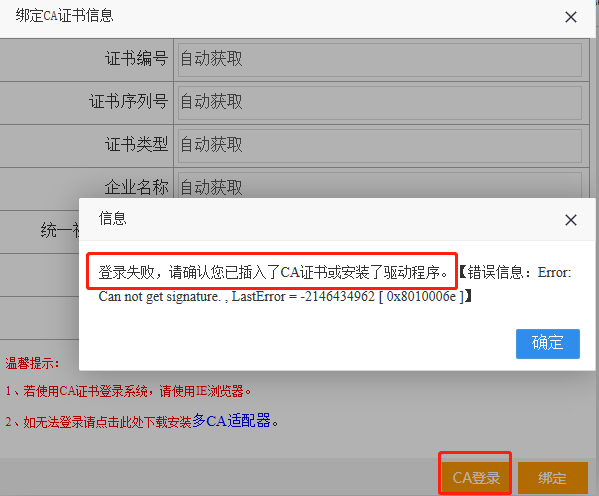 绑定CA证书信息
证书编号 自动获取
证书序列号 自动获取
证书类型 自动获取
企业名称 自动获取
统一
信息
登录失败，请确认您已插入了CA证书或安装了驱动程序。【错误信息：Error:
Can not get signature. , LastError = -2146434962 [ 0x8010006e ]】
确定
温馨提示：
1、若使用CA证书登录系统，请使用IE浏览器。
2、如无法登录请点击此处下载安装多CA适配器。
CA登录 绑定